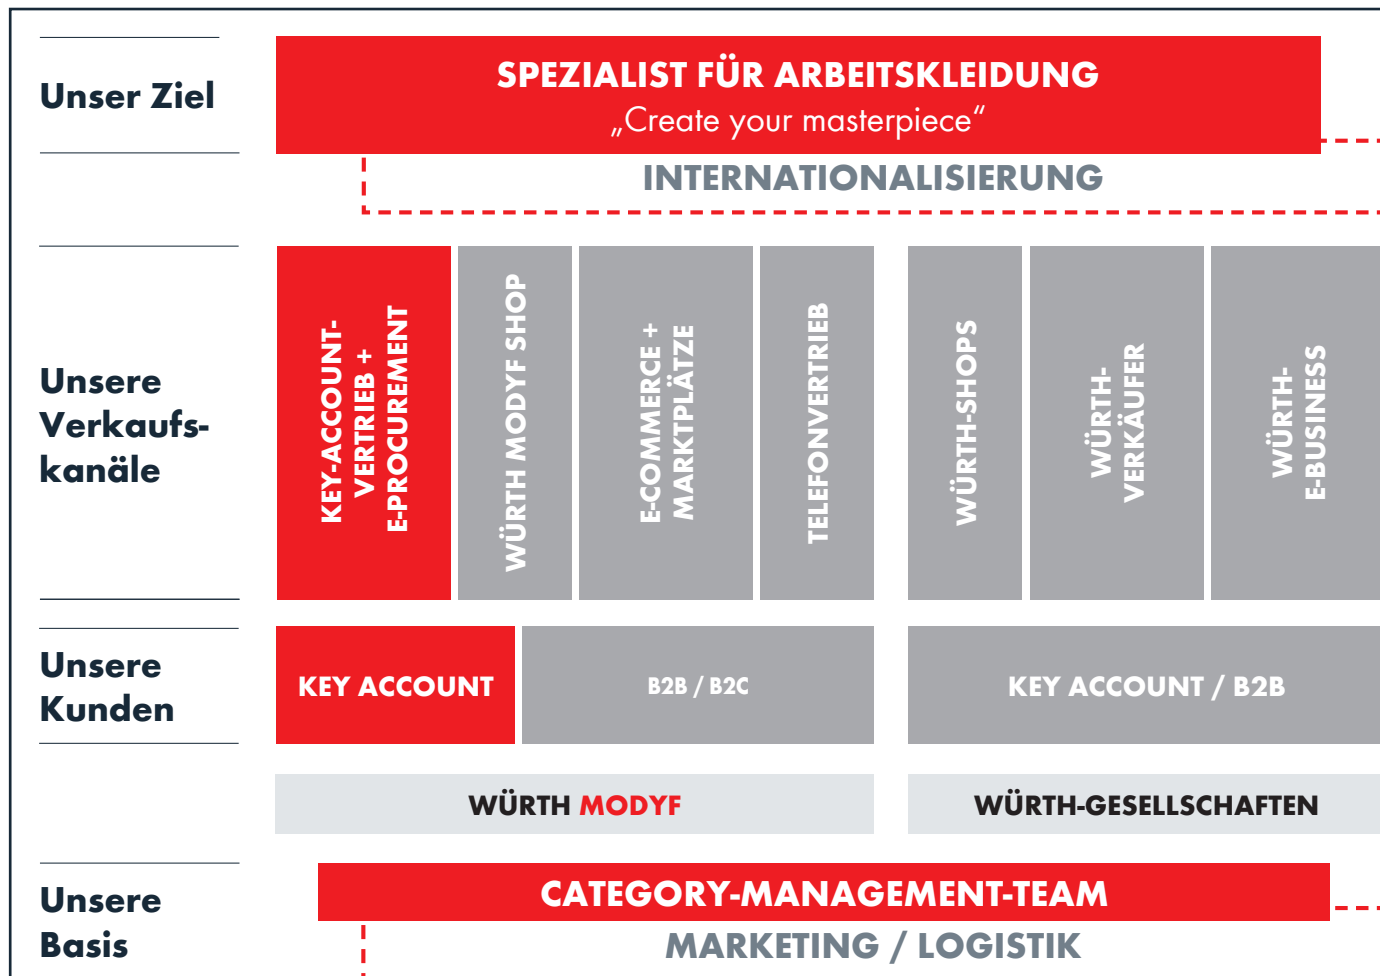 Unser Ziel
SPEZIALIST FÜR ARBEITSKLEIDUNG
„Create your masterpiece“
INTERNATIONALISIERUNG
Unsere
Verkaufs-
kanäle
KEY-ACCOUNT-
VERTRIEB +
E-PROCUREMENT
WÜRTH MODYF SHOP
E-COMMERCE +
MARKTPLÄTZE
TELEFONVERTRIEB
WÜRTH-SHOPS
WÜRTH-
VERKÄUFER
WÜRTH-
E-BUSINESS
Unsere
Kunden
KEY ACCOUNT
B2B / B2C
KEY ACCOUNT / B2B
WÜRTH MODYF
WÜRTH-GESELLSCHAFTEN
Unsere
Basis
CATEGORY-MANAGEMENT-TEAM
MARKETING / LOGISTIK